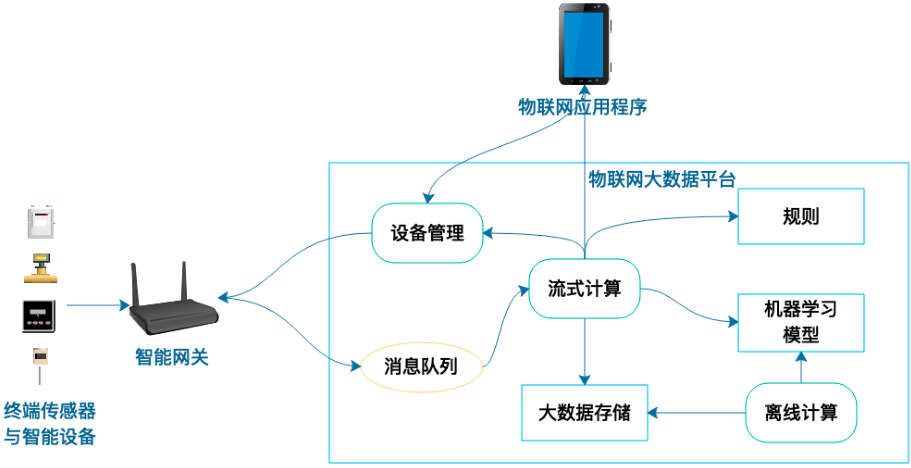 物联网应用程序
物联网大数据平台
设备管理
规则
流式计算
机器学习
模型
智能网关
消息队列
终端传感器
与智能设备
大数据存储
离线计算